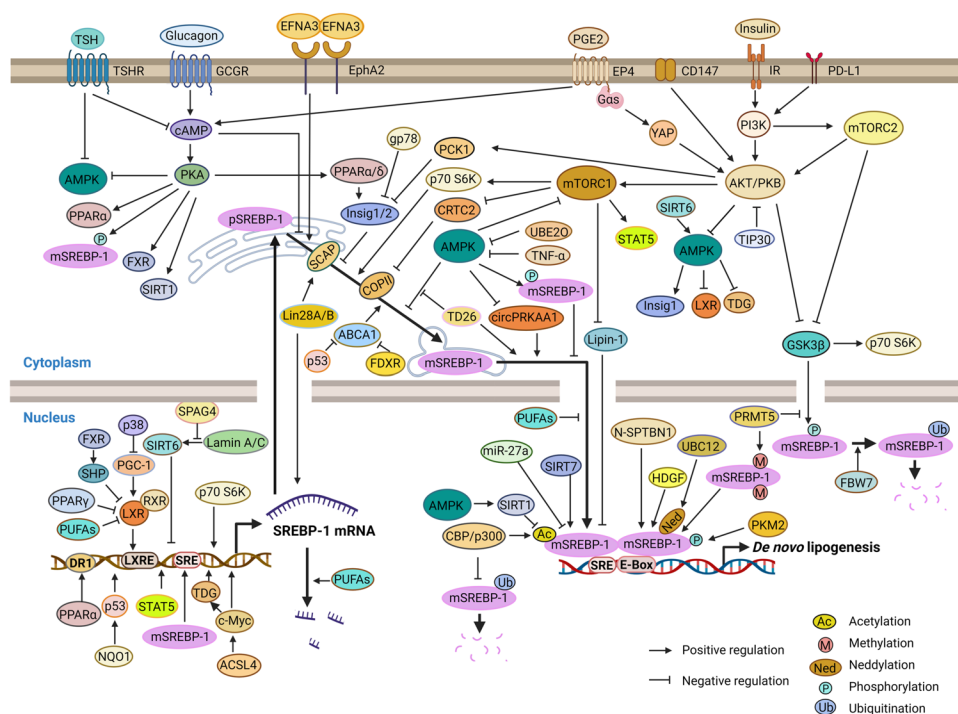 EFNA3 EFNA3
TSH
Glucagon
PGE2
Insulin
TSHR
GCGR
EphA2
EP4
CD147
IR
PD-L1
Gαs
cAMP
gp78
PCK1
YAP
PI3K
mTORC2
AMPK
PKA
PPARα/δ
p70 S6K
mTORC1
AKT/PKB
PPARα
pSREBP-1
Insig1/2
CRTC2
SIRT6
P
mSREBP-1
FXR
SCAP
AMPK
UBE2O
STAT5
AMPK
TIP30
TNF-α
SIRT1
COPII
P
mSREBP-1
Insig1
LXR
TDG
Lin28A/B
TD26
circPRKAA1
ABCA1
Lipin-1
p53
FDXR
mSREBP-1
GSK3β
p70 S6K
Cytoplasm
Nucleus
SPAG4
PUFAs
PRMT5
p38
N-SPTBN1
P
Ub
FXR
SIRT6
Lamin A/C
miR-27a
UBC12
mSREBP-1
mSREBP-1
SHP
PGC-1
SIRT7
M
mSREBP-1
M
FBW7
PPARγ
RXR
p70 S6K
HDGF
LXR
AMPK
SIRT1
PUFAs
SREBP-1 mRNA
CBP/p300
Ac
Ned
PKM2
mSREBP-1
mSREBP-1
P
De novo lipogenesis
DR1
LXRE
SRE
SRE
E-Box
PUFAs
Ub
mSREBP-1
PPARα
p53
STAT5
TDG
c-Myc
mSREBP-1
NQO1
ACSL4
Positive regulation
Negative regulation
Ac Acetylation
M Methylation
Ned Neddylation
P Phosphorylation
Ub Ubiquitination